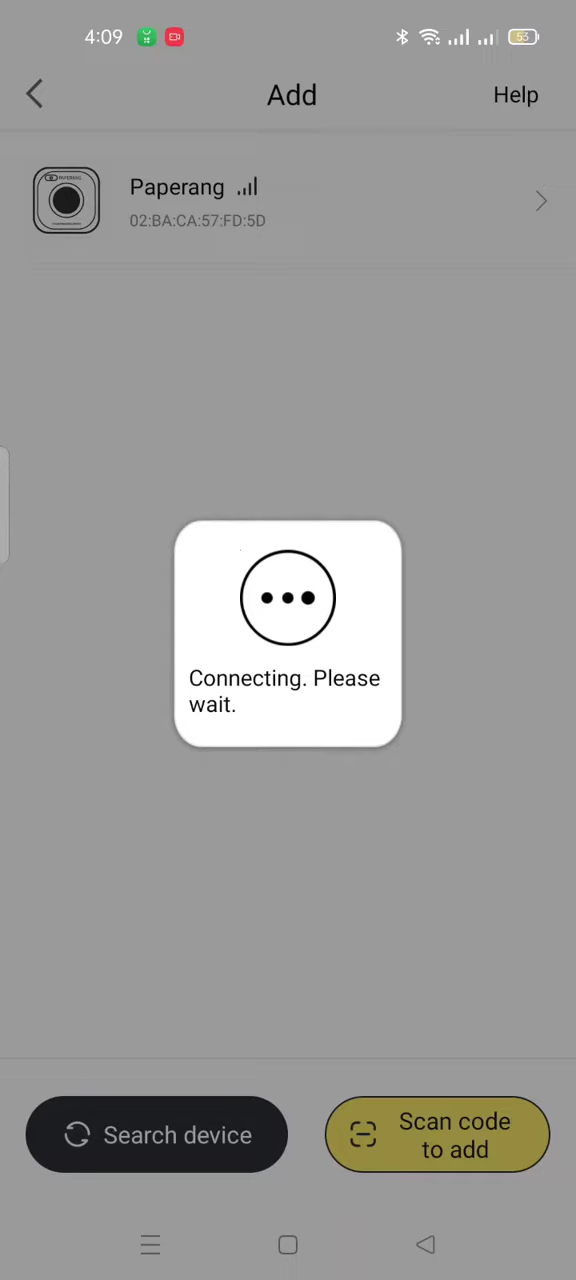 4:09
53
Add
Help
Paperang
02:BA:CA:57:FD:5D
Connecting. Please
wait.
Search device
Scan code
to add